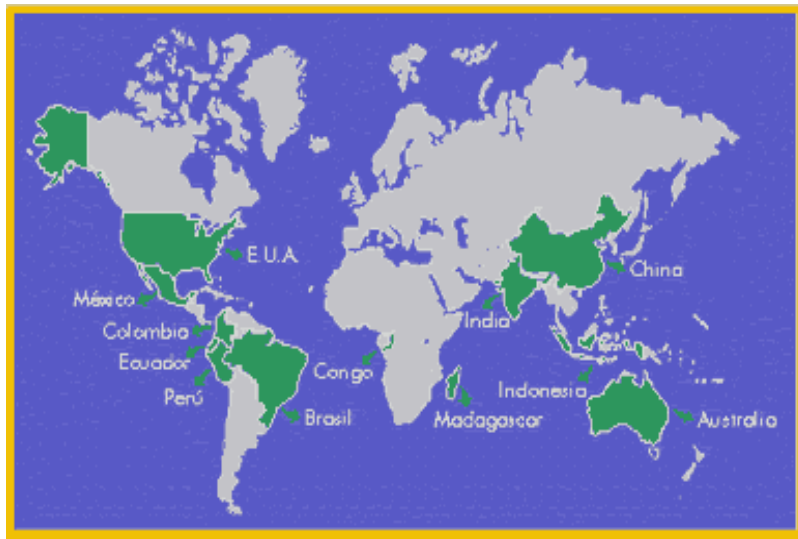 E.U.A.
China
México
India
Colombia
Ecuador
Congo
Perú
Indonesia
Brasil
Madagascar
Australia